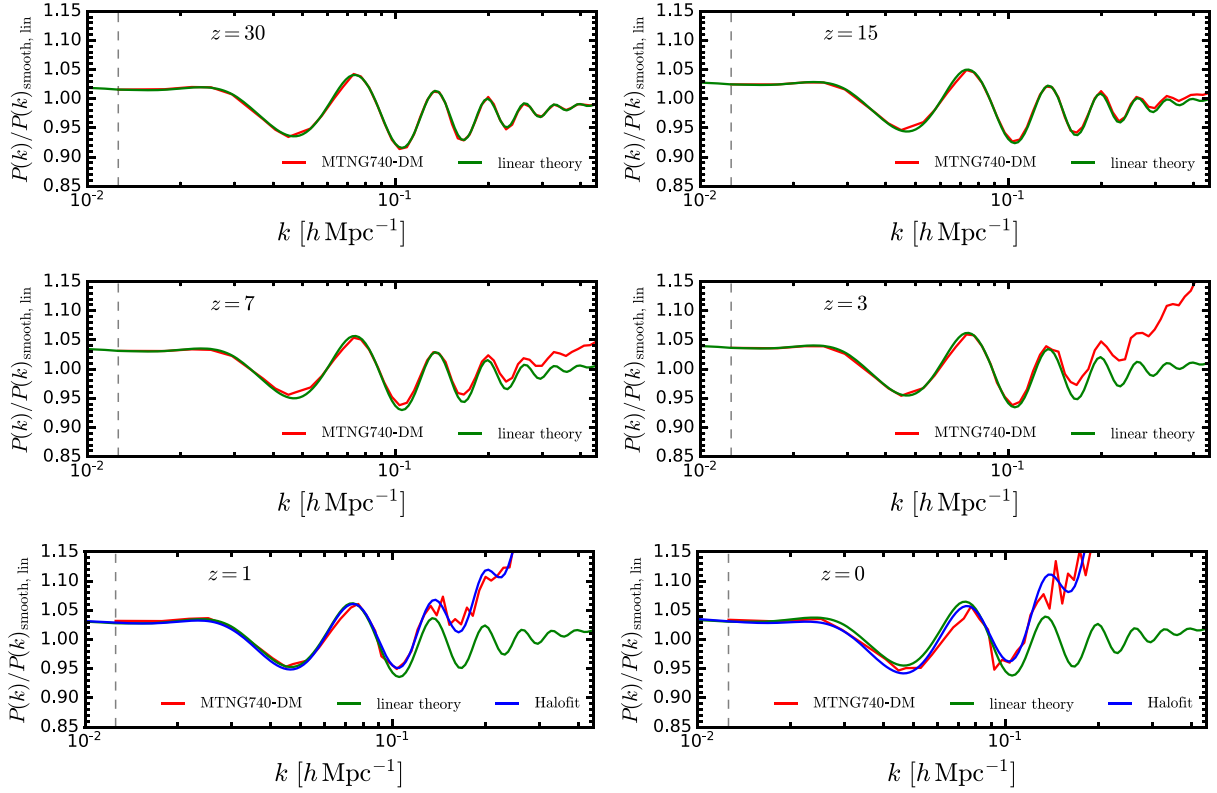 1.15
1.10
1.05
1.00
0.95
0.90
0.85
P(k)/P(k)smooth, lin
z = 30
MTNG740-DM
linear theory
10⁻²
10⁻¹
k [h Mpc⁻¹]
1.15
1.10
1.05
1.00
0.95
0.90
0.85
P(k)/P(k)smooth, lin
z = 15
MTNG740-DM
linear theory
10⁻²
10⁻¹
k [h Mpc⁻¹]
1.15
1.10
1.05
1.00
0.95
0.90
0.85
P(k)/P(k)smooth, lin
z = 7
MTNG740-DM
linear theory
10⁻²
10⁻¹
k [h Mpc⁻¹]
1.15
1.10
1.05
1.00
0.95
0.90
0.85
P(k)/P(k)smooth, lin
z = 3
MTNG740-DM
linear theory
10⁻²
10⁻¹
k [h Mpc⁻¹]
1.15
1.10
1.05
1.00
0.95
0.90
0.85
P(k)/P(k)smooth, lin
z = 1
MTNG740-DM
linear theory
Halofit
10⁻²
10⁻¹
k [h Mpc⁻¹]
1.15
1.10
1.05
1.00
0.95
0.90
0.85
P(k)/P(k)smooth, lin
z = 0
MTNG740-DM
linear theory
Halofit
10⁻²
10⁻¹
k [h Mpc⁻¹]